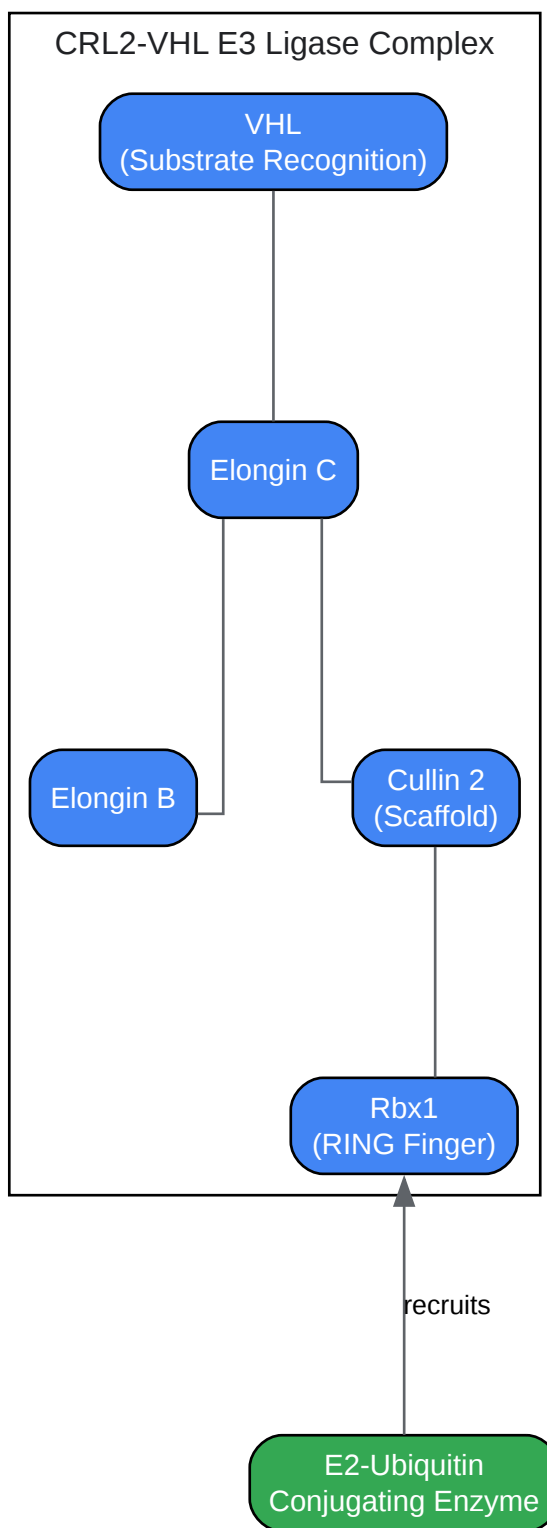 CRL2-VHL E3 Ligase Complex
VHL
(Substrate Recognition)
Elongin C
Elongin B
Cullin 2
(Scaffold)
Rbx1
(RING Finger)
recruits
E2-Ubiquitin
Conjugating Enzyme